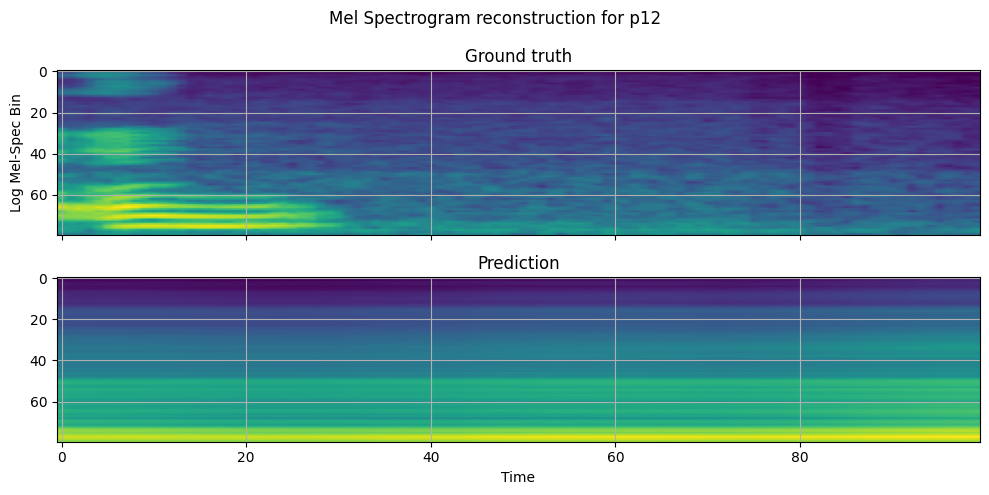 Mel Spectrogram reconstruction for p12
Ground truth
0
20
40
60
Log Mel-Spec Bin
Prediction
0
20
40
60
0 20 40 60 80
Time